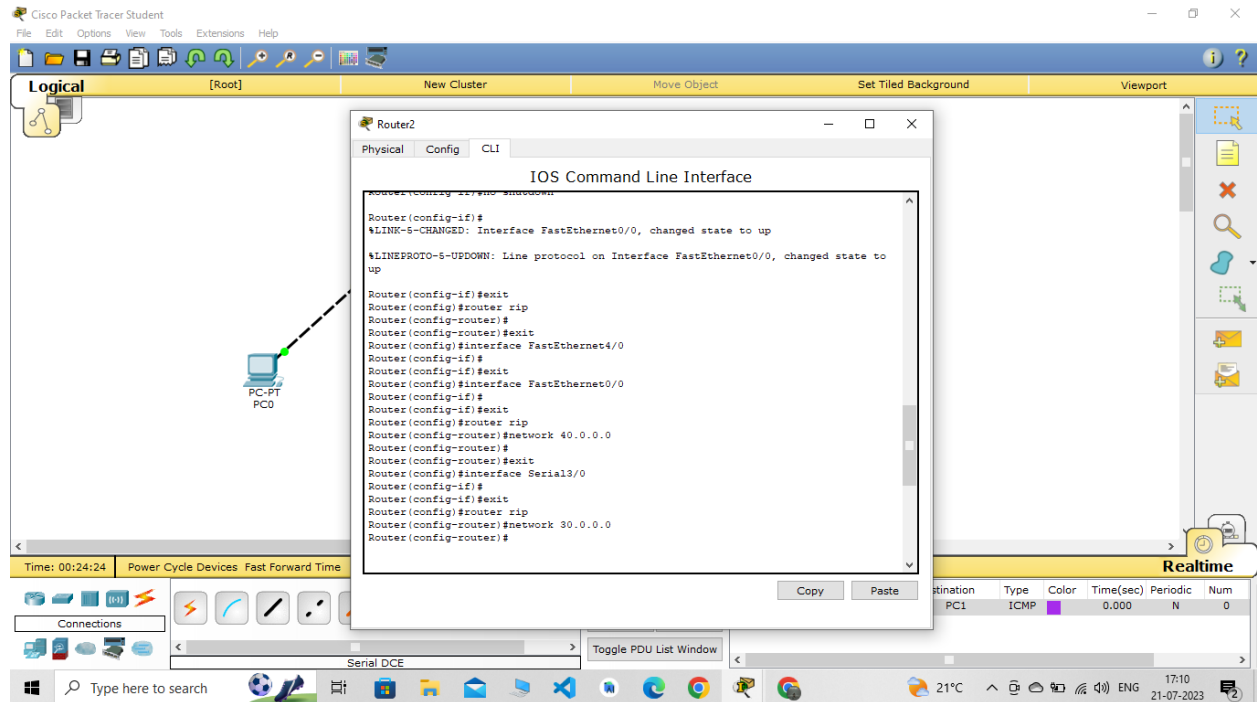 Cisco Packet Tracer Student
File Edit Options View Tools Extensions Help
Logical [Root] New Cluster Move Object Set Tiled Background Viewport
Router2
Physical Config CLI
IOS Command Line Interface
Router(config-if)#no shutdown
Router(config-if)#
%LINK-5-CHANGED: Interface FastEthernet0/0, changed state to up
%LINEPROTO-5-UPDOWN: Line protocol on Interface FastEthernet0/0, changed state to
up
Router(config-if)#exit
Router(config)#router rip
Router(config-router)#
Router(config-router)#exit
Router(config)#interface FastEthernet4/0
Router(config-if)#
Router(config-if)#exit
Router(config)#interface FastEthernet0/0
Router(config-if)#
Router(config-if)#exit
Router(config)#router rip
Router(config-router)#network 40.0.0.0
Router(config-router)#
Router(config-router)#exit
Router(config)#interface Serial3/0
Router(config-if)#
Router(config-if)#exit
Router(config)#router rip
Router(config-router)#network 30.0.0.0
Router(config-router)#
Copy Paste
PC-PT
PC0
Time: 00:24:24 Power Cycle Devices Fast Forward Time Realtime
Connections
Serial DCE
Toggle PDU List Window
stination Type Color Time(sec) Periodic Num
PC1 ICMP 0.000 N 0
Type here to search
21°C ENG 17:10
21-07-2023
2